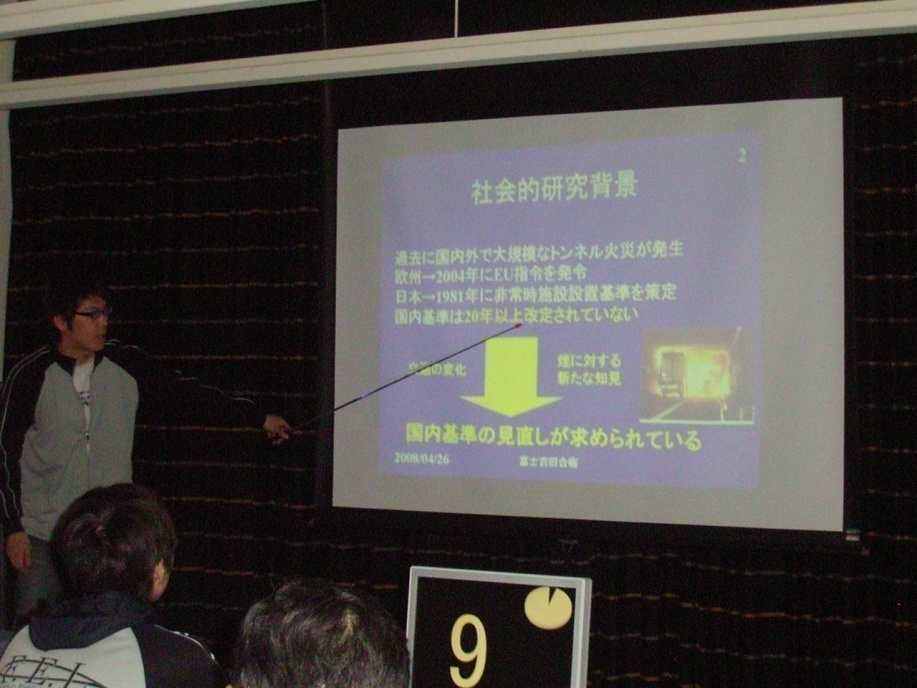 2
社会的研究背景
過去に国内外で大規模なトンネル火災が発生
欧州→2004年にEU指令を発令
日本→1981年に非常時施設設置基準を策定
国内基準は20年以上改定されていない
の変化
煙に対する
新たな知見
国内基準の見直しが求められている
2008/04/26
富士吉田合宿
9